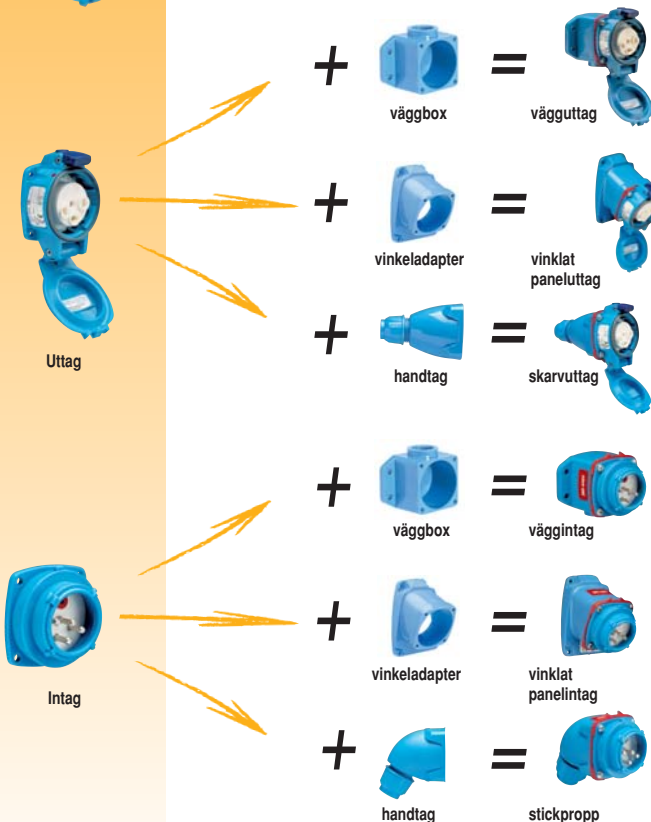 + väggbox = vägguttag
+ vinkeladapter = vinklat
paneluttag
Uttag
+ handtag = skarvuttag
+ väggbox = väggintag
+ vinkeladapter = vinklat
panelintag
Intag
+ handtag = stickpropp